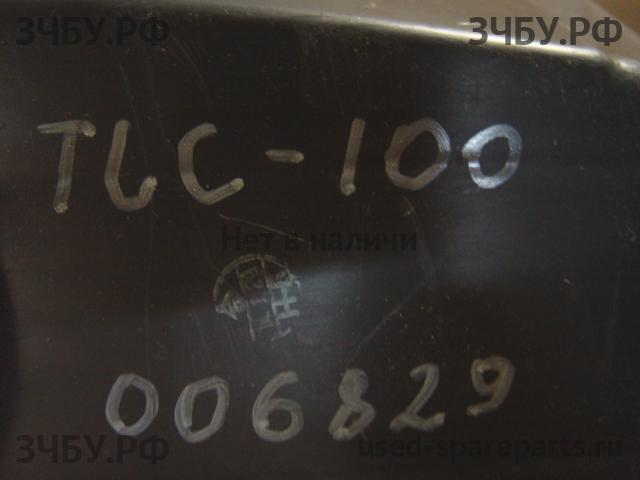 ЗЧБУ.РФ ЗЧБУ.РФ
TLC-100
Нет в наличи
006829
ЗЧБУ.РФ used-spareparts.ru